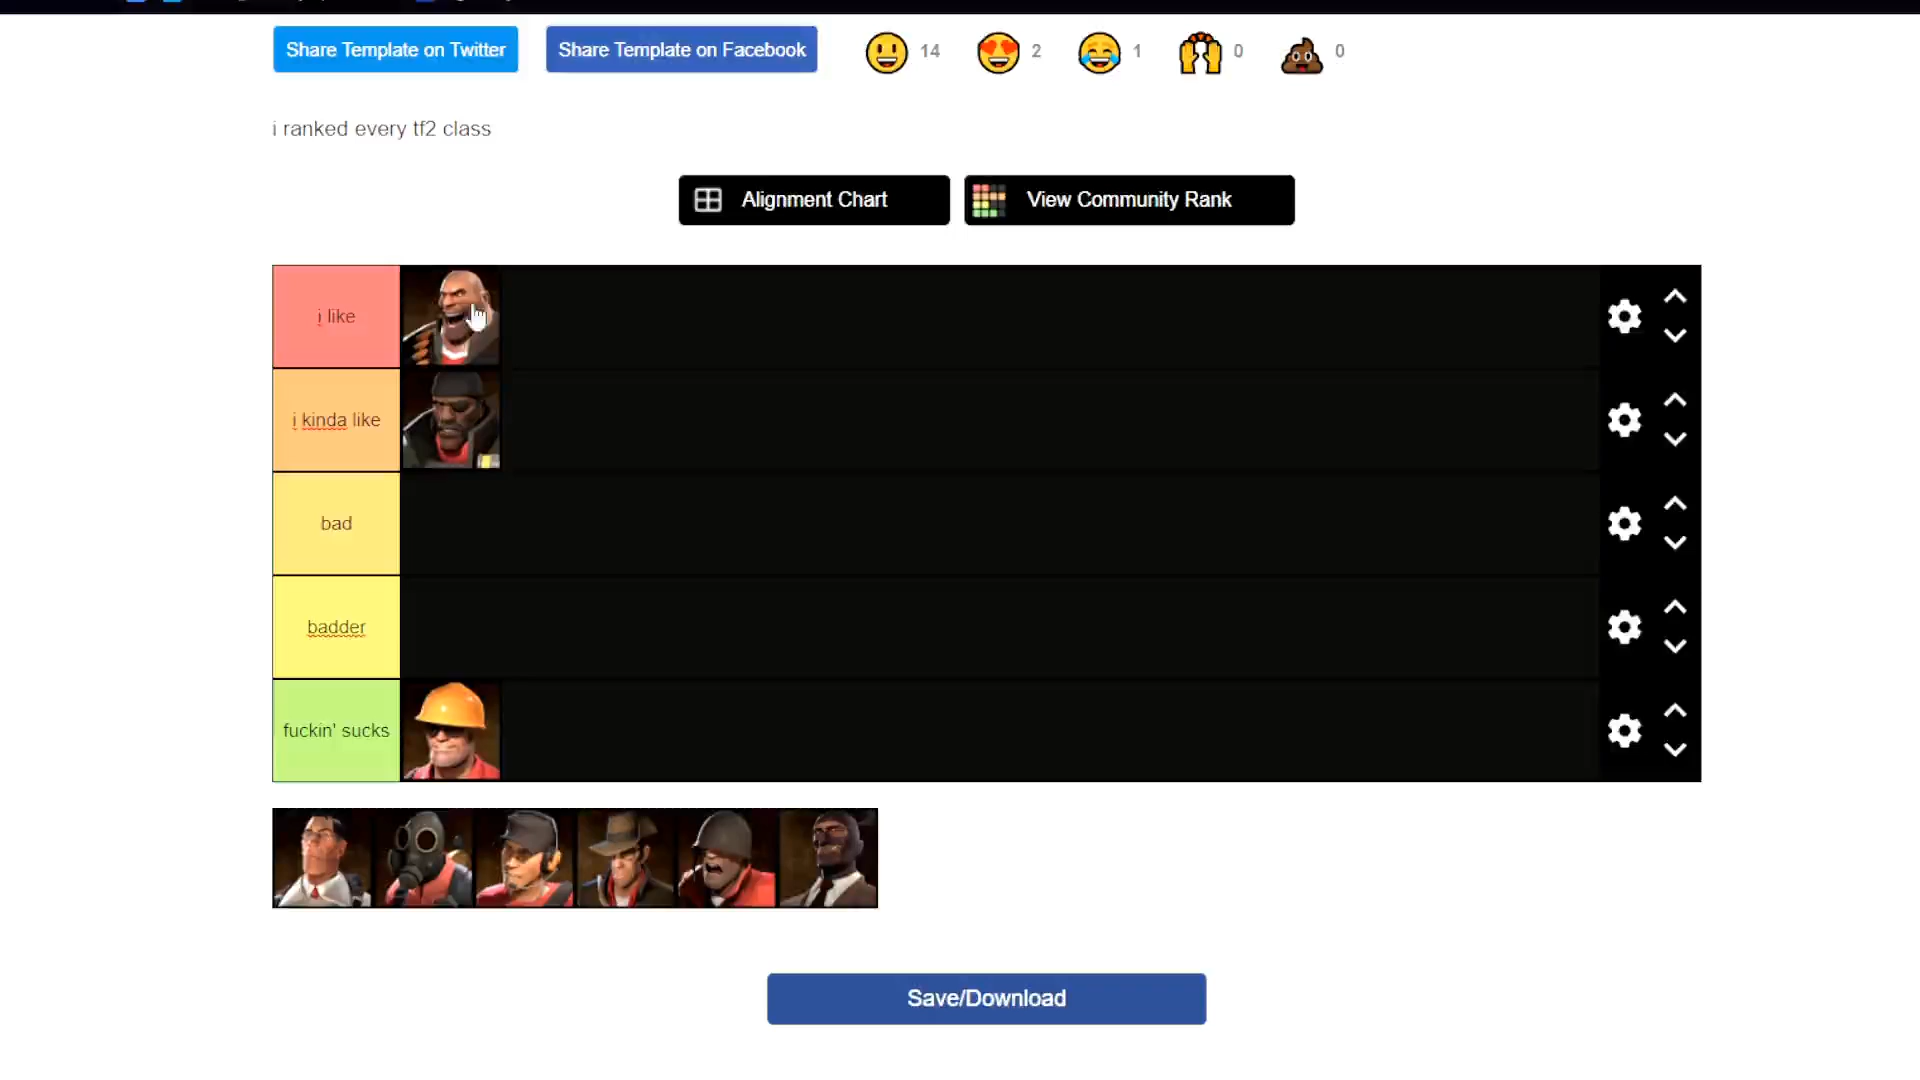 Share Template on Twitter
Share Template on Facebook
14
2
1
0
0
i ranked every tf2 class
Alignment Chart
View Community Rank
i like
i kinda like
bad
badder
fuckin' sucks
Save/Download